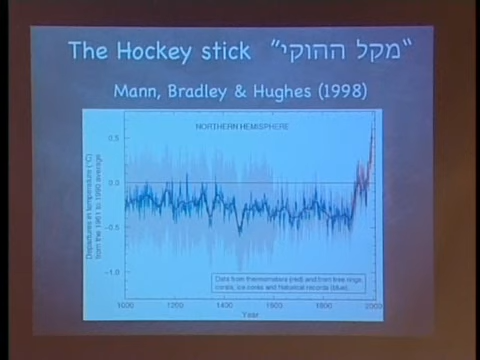 The Hockey stick "מקל ההוקי"
Mann, Bradley & Hughes (1998)
NORTHERN HEMISPHERE
Departures in temperature (°C)
from the 1961 to 1990 average
0.5
0.0
-0.5
-1.0
Data from thermometers (red) and from tree rings,
corals, ice cores and historical records (blue).
1000 1200 1400 1600 1800 2000
Year